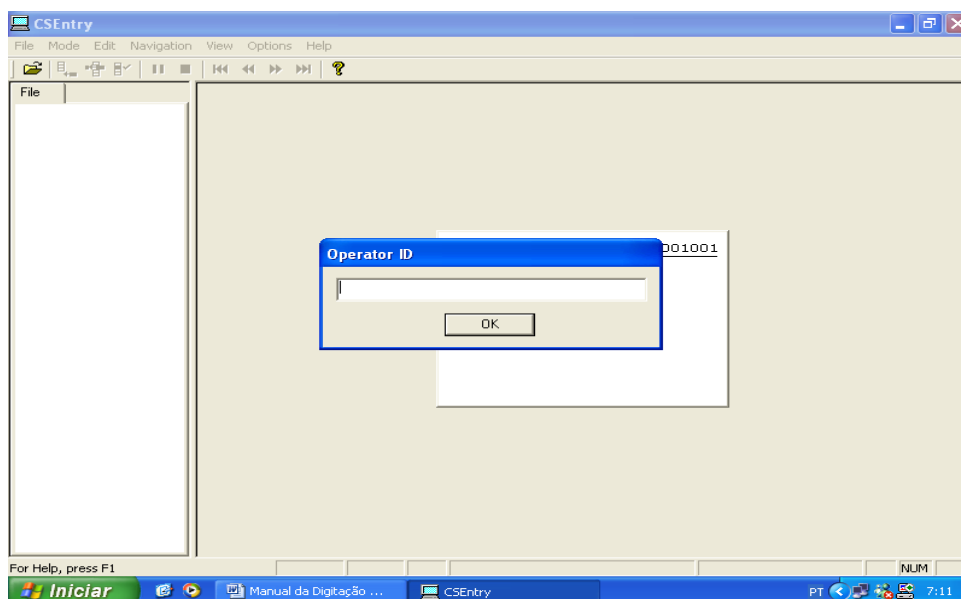 CSEntry
File Mode Edit Navigation View Options Help
File
001001
Operator ID
OK
For Help, press F1
NUM
Iniciar
Manual da Digitação ...
CSEntry
PT
7:11